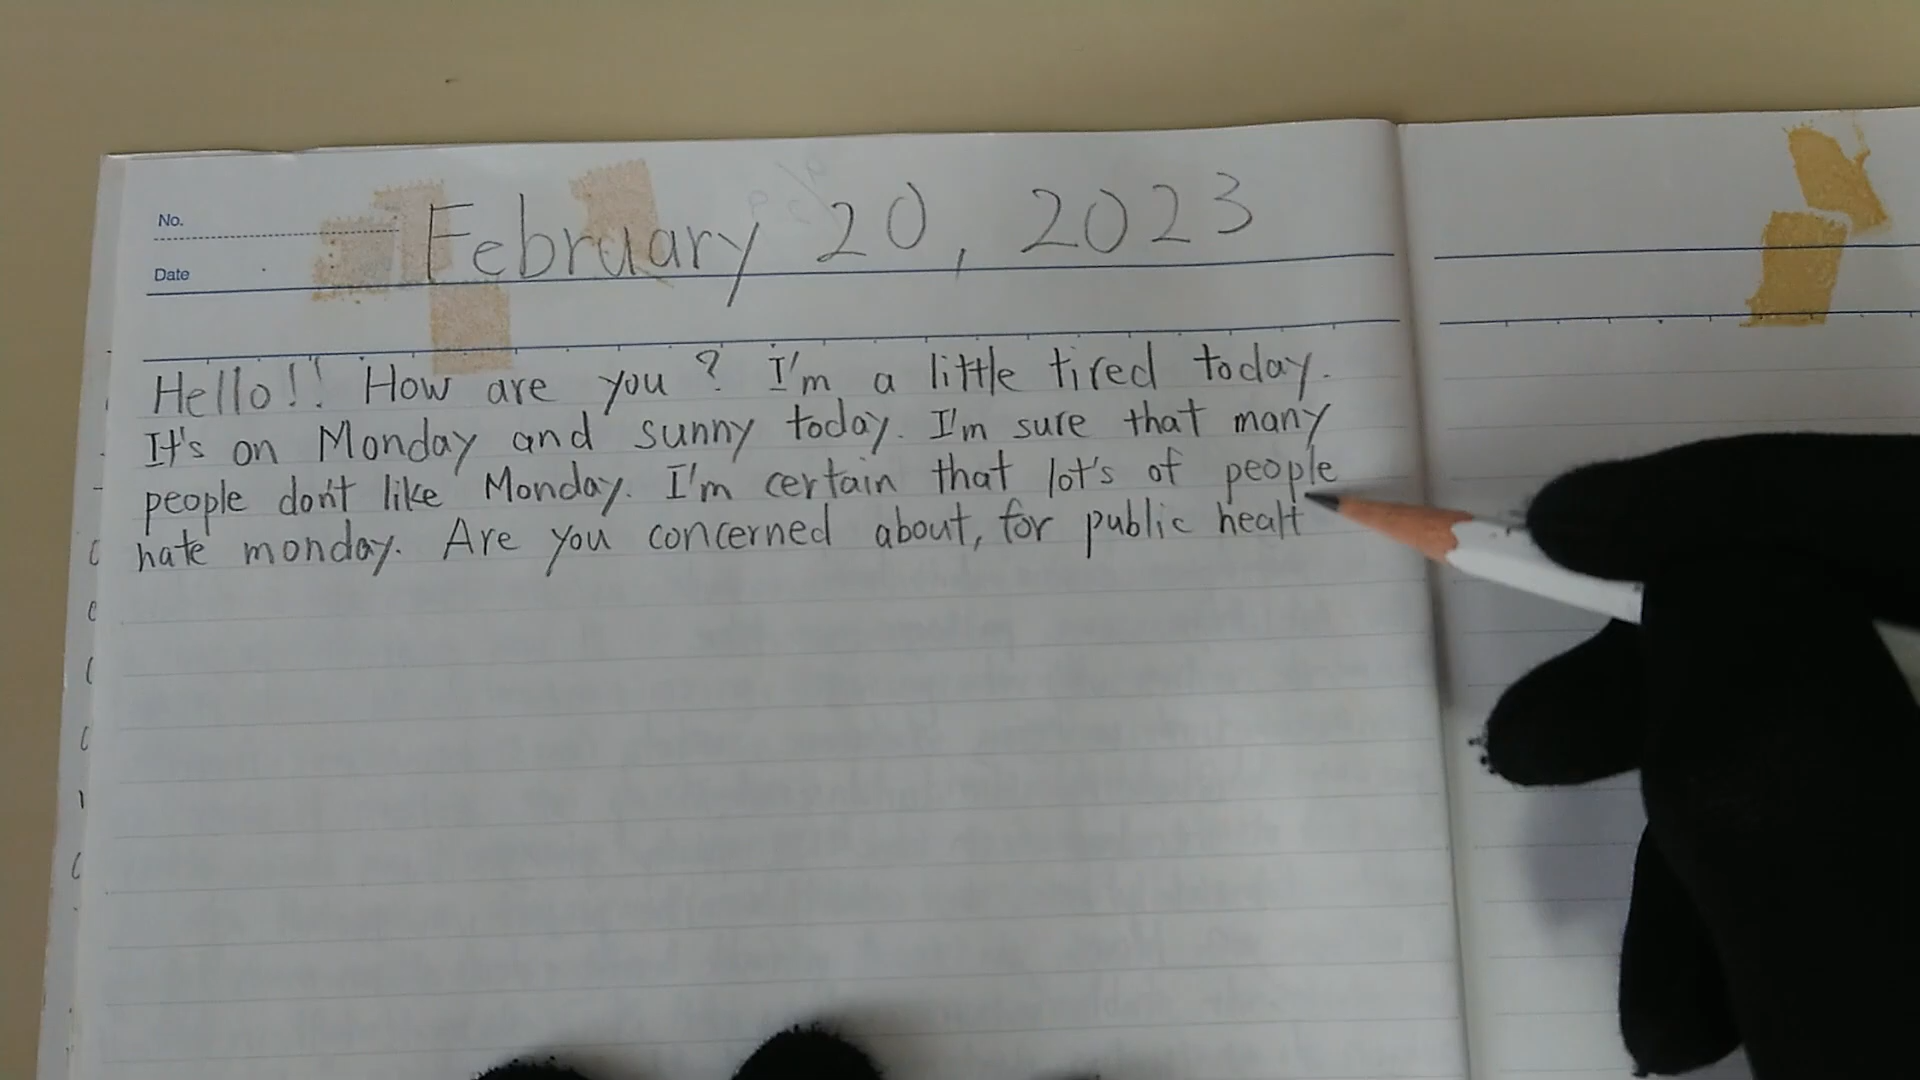 No.
February 20, 2023
Date
Hello!! How are you? I'm a little tired today.
It's on Monday and sunny today. I'm sure that many
people don't like Monday. I'm certain that lot's of people
hate monday. Are you concerned about, for public healt